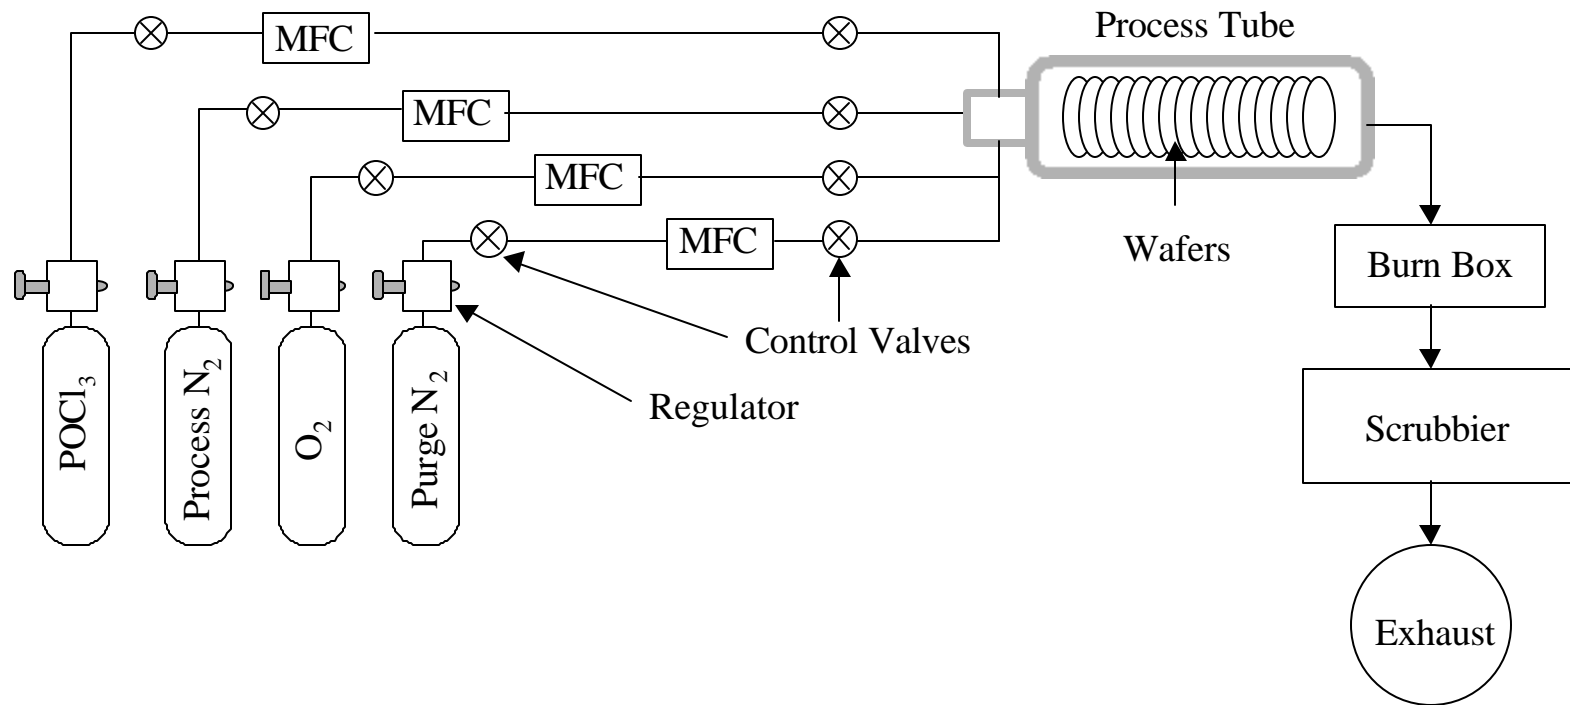 MFC
Process Tube
MFC
MFC
MFC
Wafers
Burn Box
Control Valves
Regulator
POCl₃
Process N₂
O₂
Purge N₂
Scrubbier
Exhaust